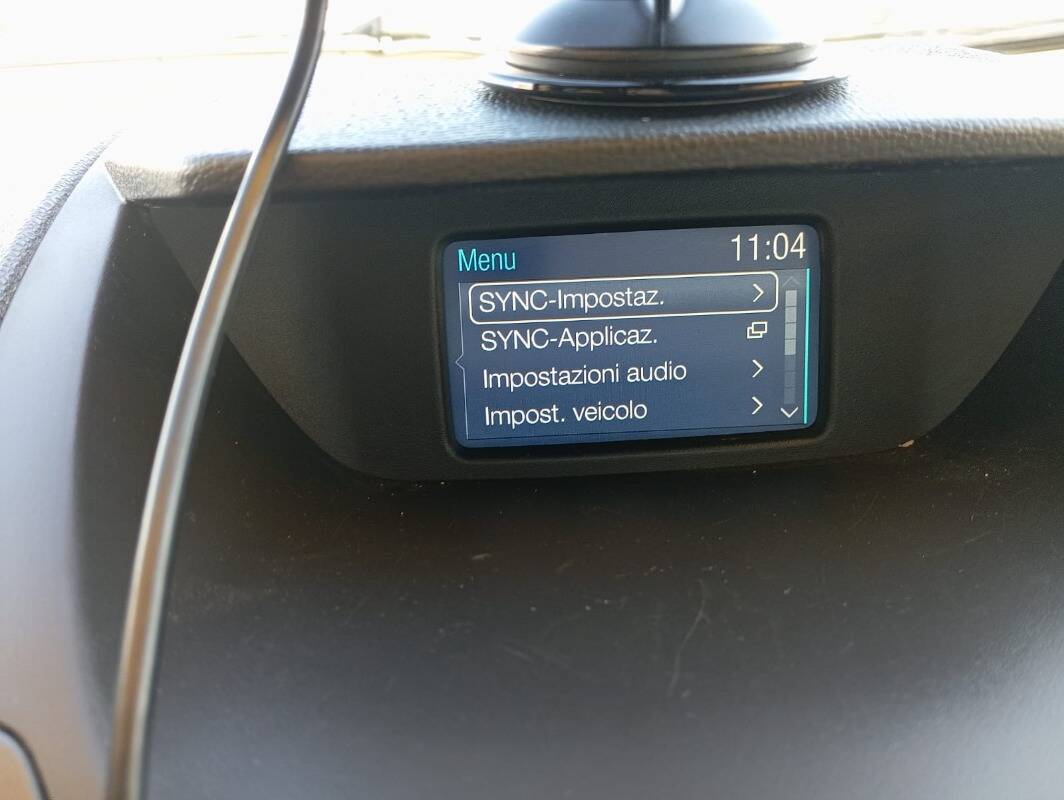 Menu 11:04
SYNC-Impostaz.
SYNC-Applicaz.
Impostazioni audio
Impost. veicolo